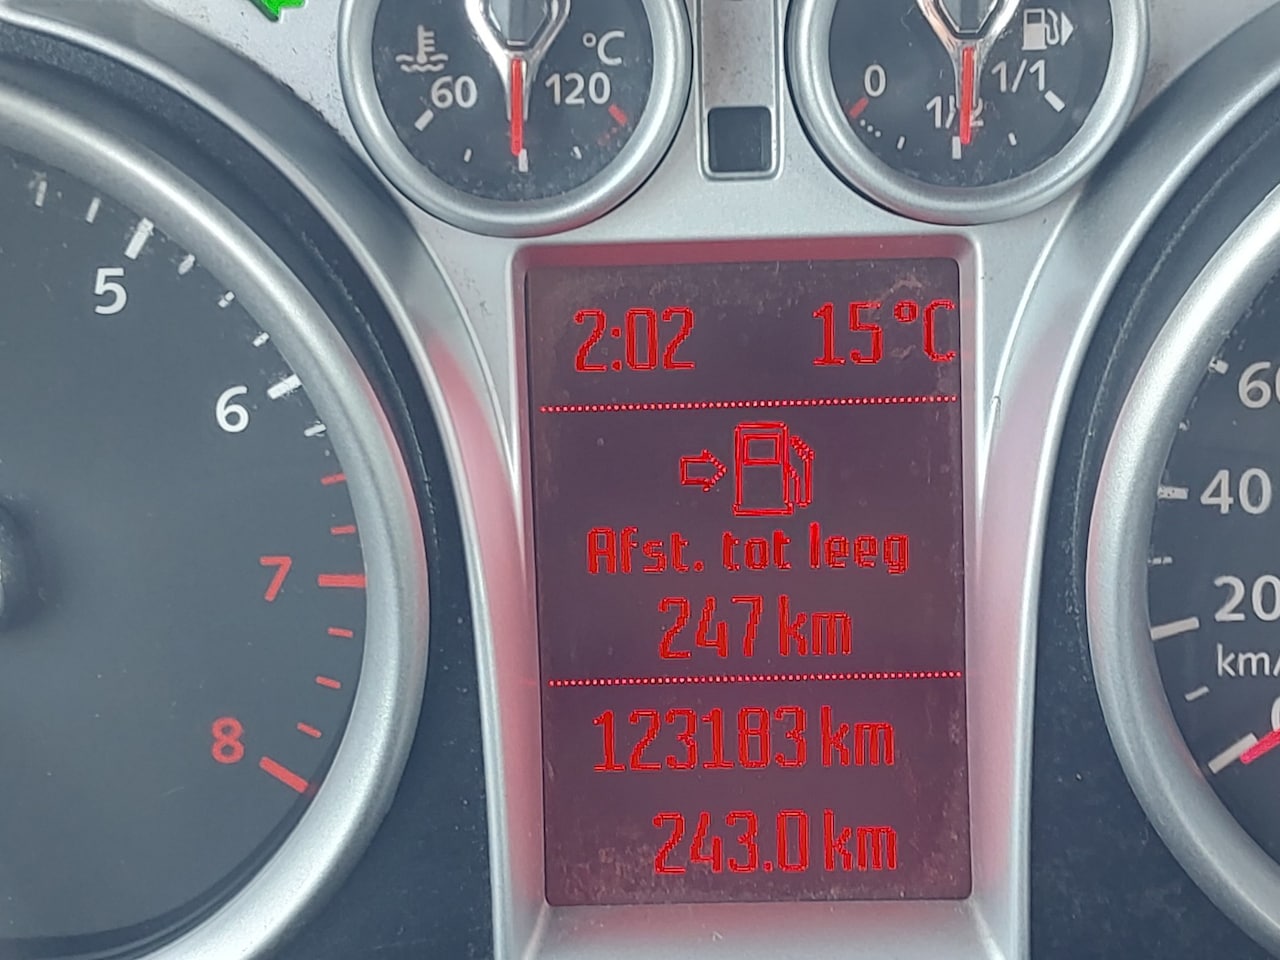 °C
60 120
0 1/2 1/1
5
6
7
8
2:02 15°C
Afst. tot leeg
247 km
123183 km
243.0 km
60
40
20
km/